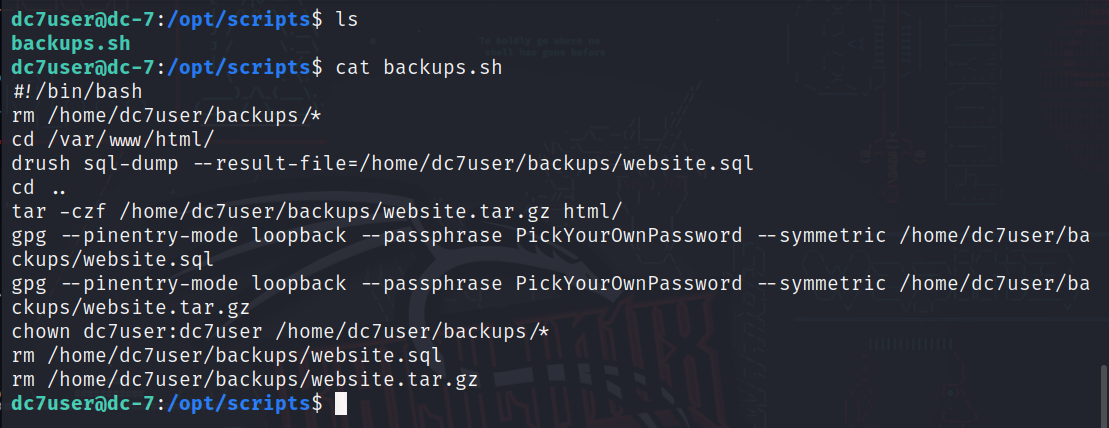 dc7user@dc-7:/opt/scripts$ ls
backups.sh
dc7user@dc-7:/opt/scripts$ cat backups.sh
#!/bin/bash
rm /home/dc7user/backups/*
cd /var/www/html/
drush sql-dump --result-file=/home/dc7user/backups/website.sql
cd ..
tar -czf /home/dc7user/backups/website.tar.gz html/
gpg --pinentry-mode loopback --passphrase PickYourOwnPassword --symmetric /home/dc7user/ba
ckups/website.sql
gpg --pinentry-mode loopback --passphrase PickYourOwnPassword --symmetric /home/dc7user/ba
ckups/website.tar.gz
chown dc7user:dc7user /home/dc7user/backups/*
rm /home/dc7user/backups/website.sql
rm /home/dc7user/backups/website.tar.gz
dc7user@dc-7:/opt/scripts$